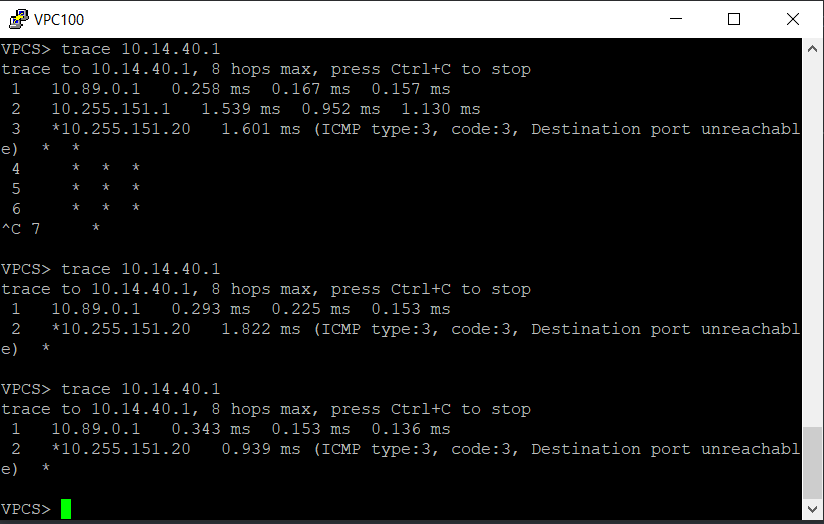 VPC100
VPCS> trace 10.14.40.1
trace to 10.14.40.1, 8 hops max, press Ctrl+C to stop
 1   10.89.0.1   0.258 ms  0.167 ms  0.157 ms
 2   10.255.151.1   1.539 ms  0.952 ms  1.130 ms
 3   *10.255.151.20   1.601 ms (ICMP type:3, code:3, Destination port unreachabl
e)  *  *
 4     *  *  *
 5     *  *  *
 6     *  *  *
^C 7     *
VPCS> trace 10.14.40.1
trace to 10.14.40.1, 8 hops max, press Ctrl+C to stop
 1   10.89.0.1   0.293 ms  0.225 ms  0.153 ms
 2   *10.255.151.20   1.822 ms (ICMP type:3, code:3, Destination port unreachabl
e)  *
VPCS> trace 10.14.40.1
trace to 10.14.40.1, 8 hops max, press Ctrl+C to stop
 1   10.89.0.1   0.343 ms  0.153 ms  0.136 ms
 2   *10.255.151.20   0.939 ms (ICMP type:3, code:3, Destination port unreachabl
e)  *
VPCS>